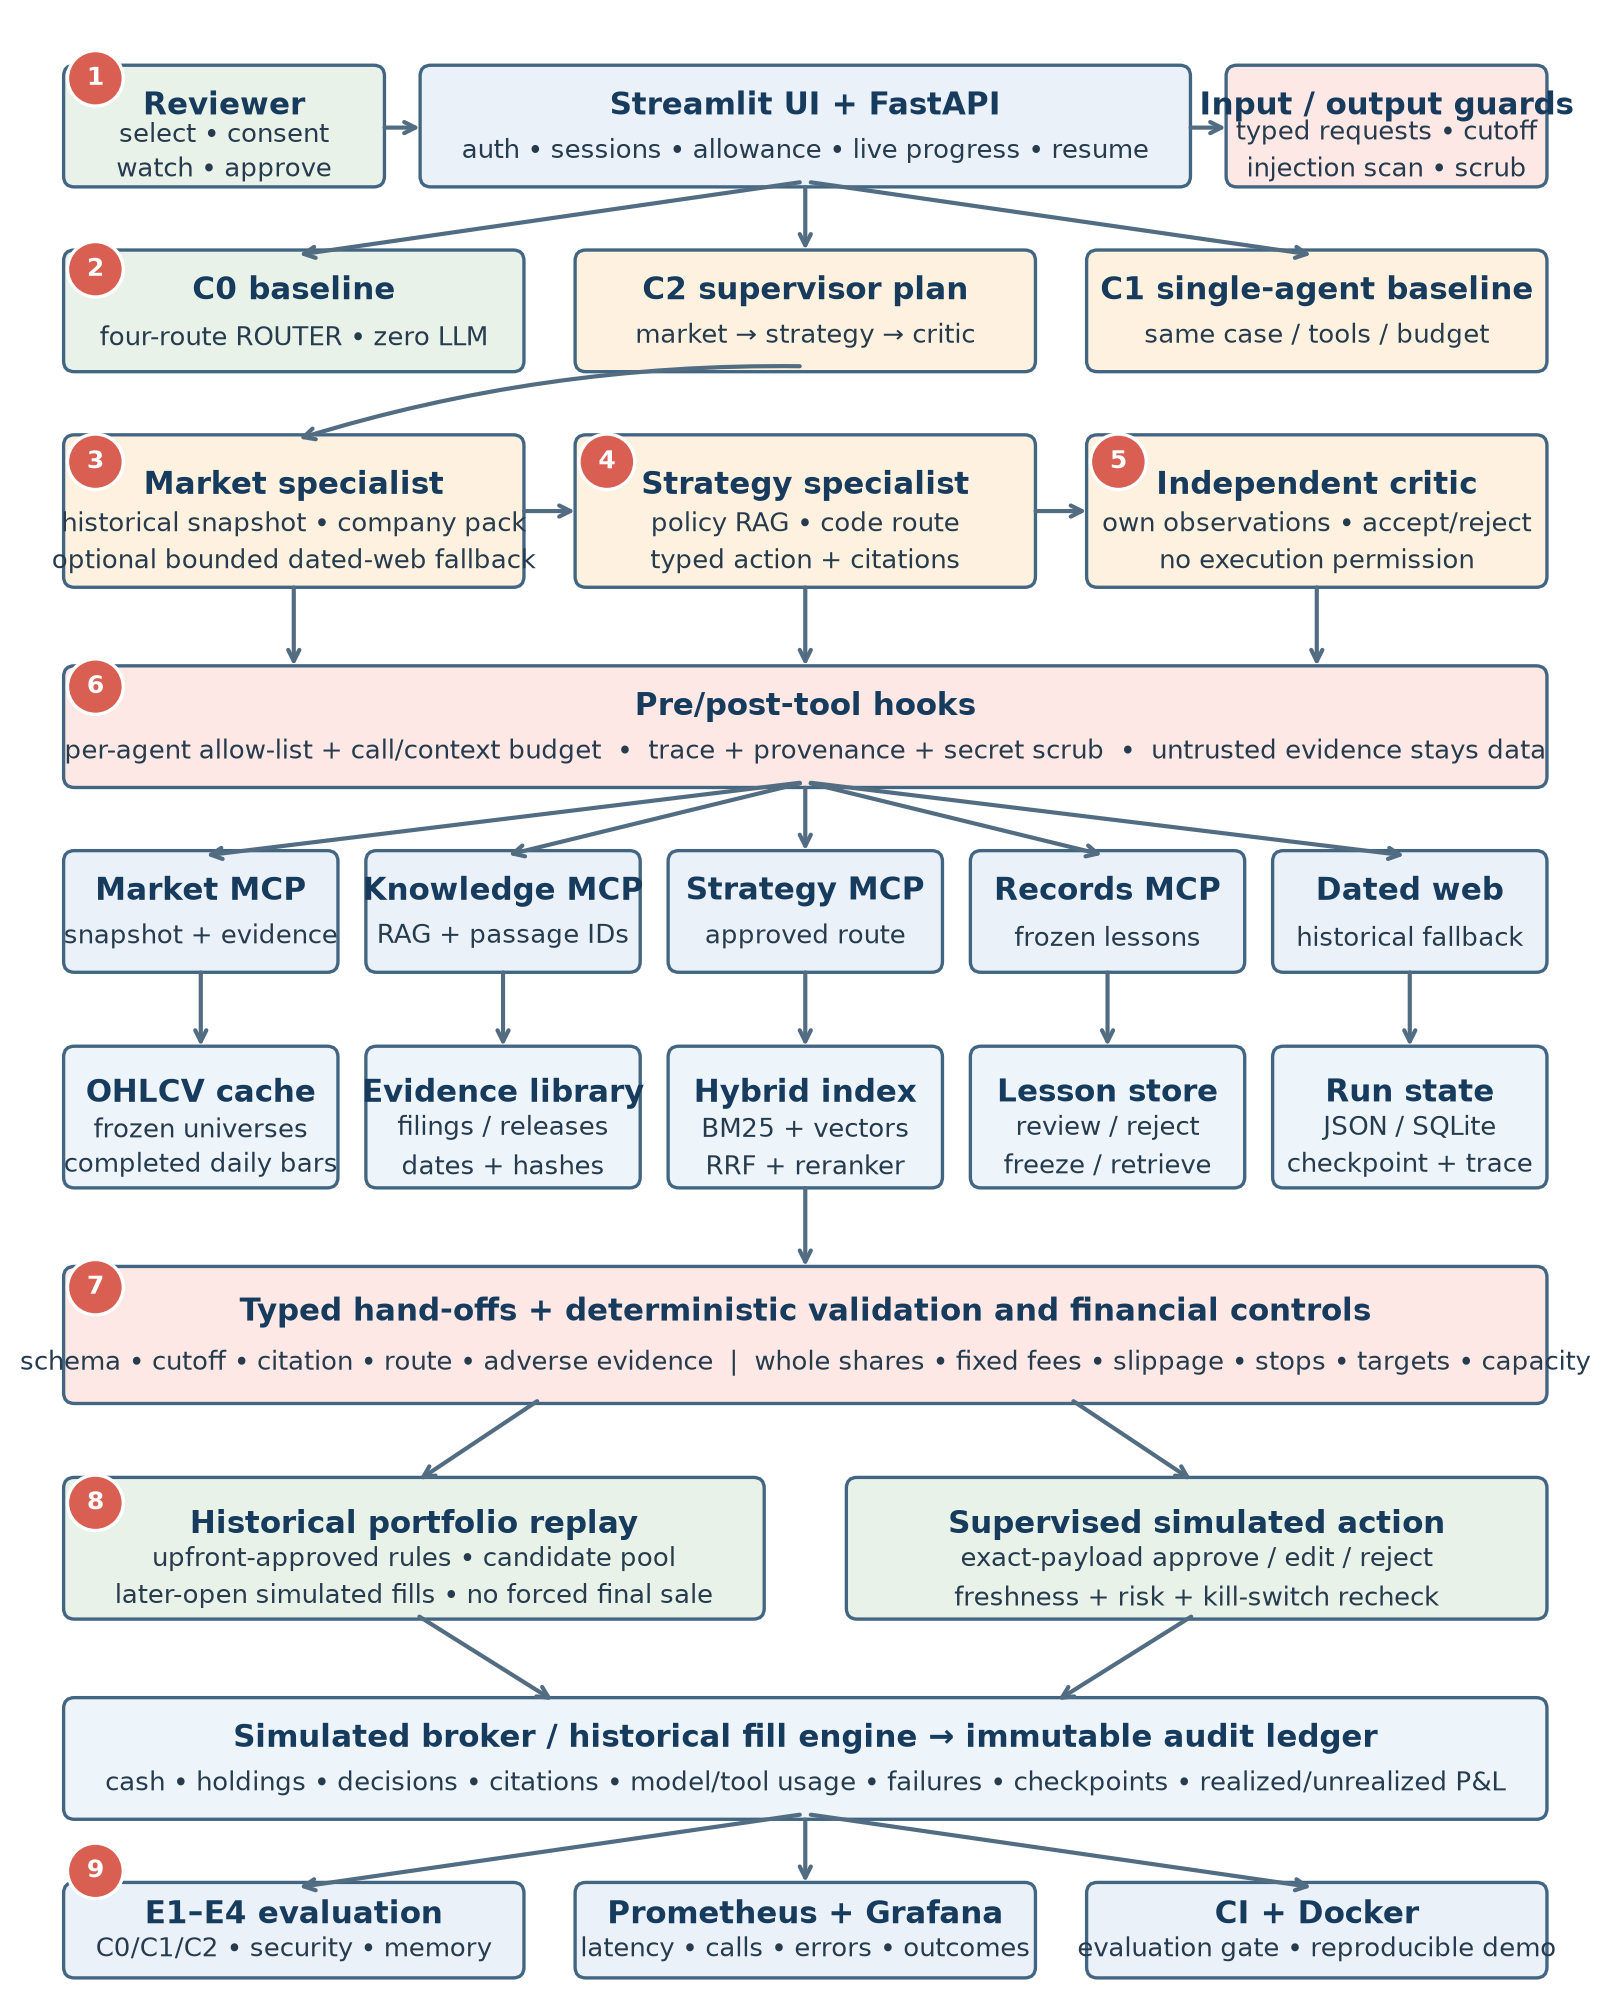 1
Reviewer
select • consent
watch • approve
Streamlit UI + FastAPI
auth • sessions • allowance • live progress • resume
Input / output guards
typed requests • cutoff
injection scan • scrub
2
C0 baseline
four-route ROUTER • zero LLM
C2 supervisor plan
market → strategy → critic
C1 single-agent baseline
same case / tools / budget
3
Market specialist
historical snapshot • company pack
optional bounded dated-web fallback
4
Strategy specialist
policy RAG • code route
typed action + citations
5
Independent critic
own observations • accept/reject
no execution permission
6
Pre/post-tool hooks
per-agent allow-list + call/context budget • trace + provenance + secret scrub • untrusted evidence stays data
Market MCP
snapshot + evidence
Knowledge MCP
RAG + passage IDs
Strategy MCP
approved route
Records MCP
frozen lessons
Dated web
historical fallback
OHLCV cache
frozen universes
completed daily bars
Evidence library
filings / releases
dates + hashes
Hybrid index
BM25 + vectors
RRF + reranker
Lesson store
review / reject
freeze / retrieve
Run state
JSON / SQLite
checkpoint + trace
7
Typed hand-offs + deterministic validation and financial controls
schema • cutoff • citation • route • adverse evidence | whole shares • fixed fees • slippage • stops • targets • capacity
8
Historical portfolio replay
upfront-approved rules • candidate pool
later-open simulated fills • no forced final sale
Supervised simulated action
exact-payload approve / edit / reject
freshness + risk + kill-switch recheck
Simulated broker / historical fill engine → immutable audit ledger
cash • holdings • decisions • citations • model/tool usage • failures • checkpoints • realized/unrealized P&L
9
E1–E4 evaluation
C0/C1/C2 • security • memory
Prometheus + Grafana
latency • calls • errors • outcomes
CI + Docker
evaluation gate • reproducible demo